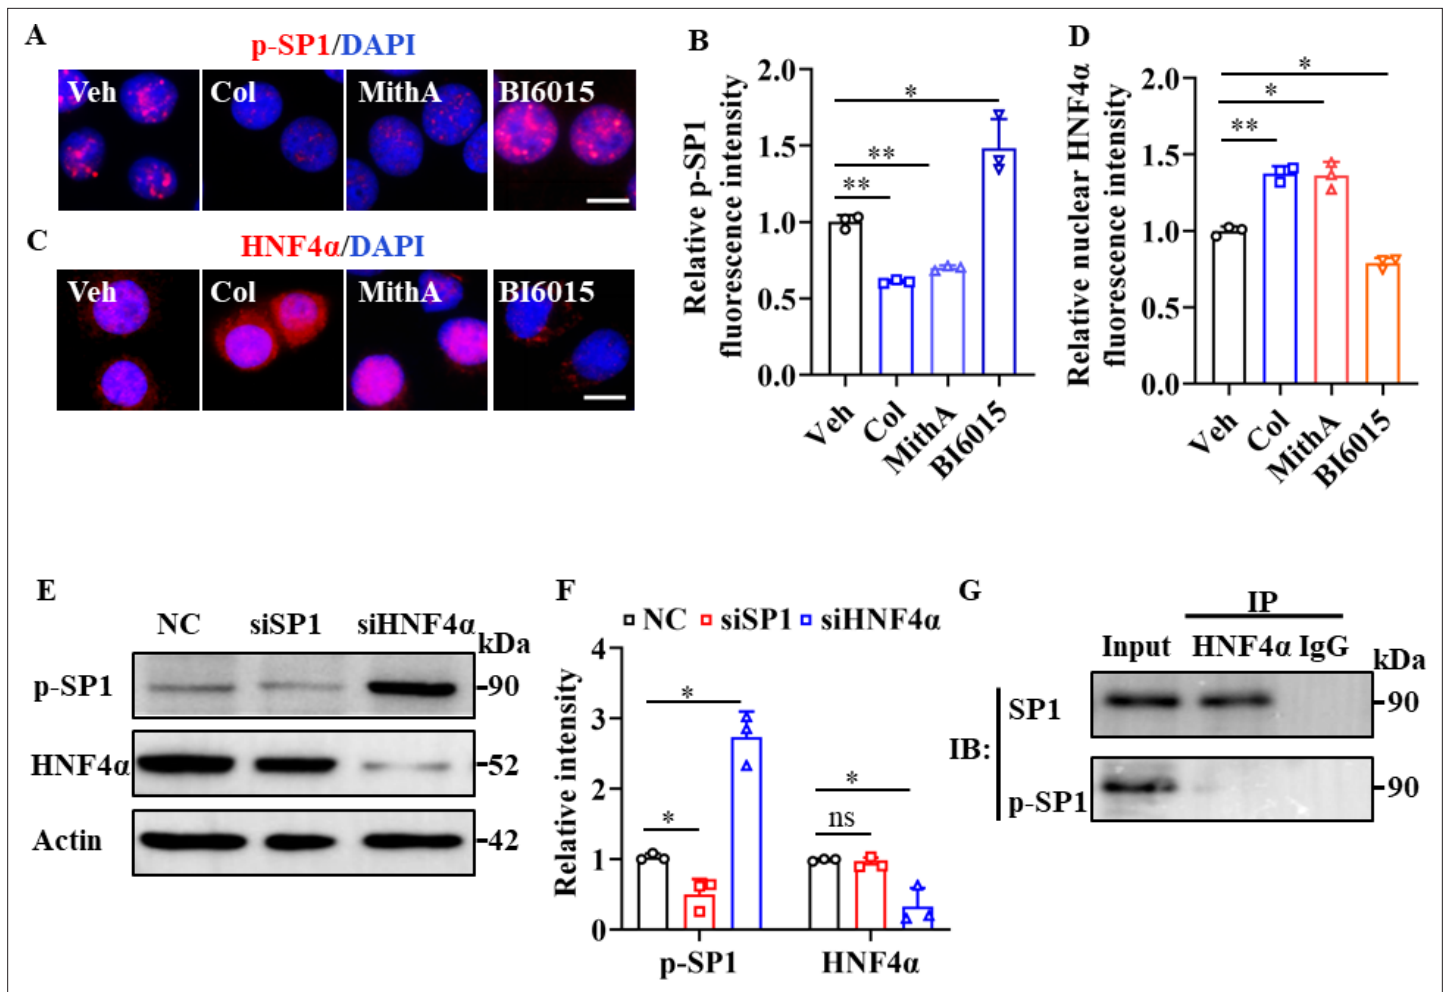 A
p-SP1/DAPI
Veh
Col
MithA
BI6015
B
Relative p-SP1
fluorescence intensity
2.0
1.5
1.0
0.5
0.0
*
**
**
Veh
Col
MithA
BI6015
C
HNF4α/DAPI
Veh
Col
MithA
BI6015
D
Relative nuclear HNF4α
fluorescence intensity
2.0
1.5
1.0
0.5
0.0
*
*
**
Veh
Col
MithA
BI6015
E
NC siSP1 siHNF4α
kDa
p-SP1 -90
HNF4α -52
Actin -42
F
NC siSP1 siHNF4α
Relative intensity
4
3
2
1
0
*
*
*
ns
p-SP1 HNF4α
G
IP
Input HNF4α IgG
kDa
IB:
SP1 -90
p-SP1 -90